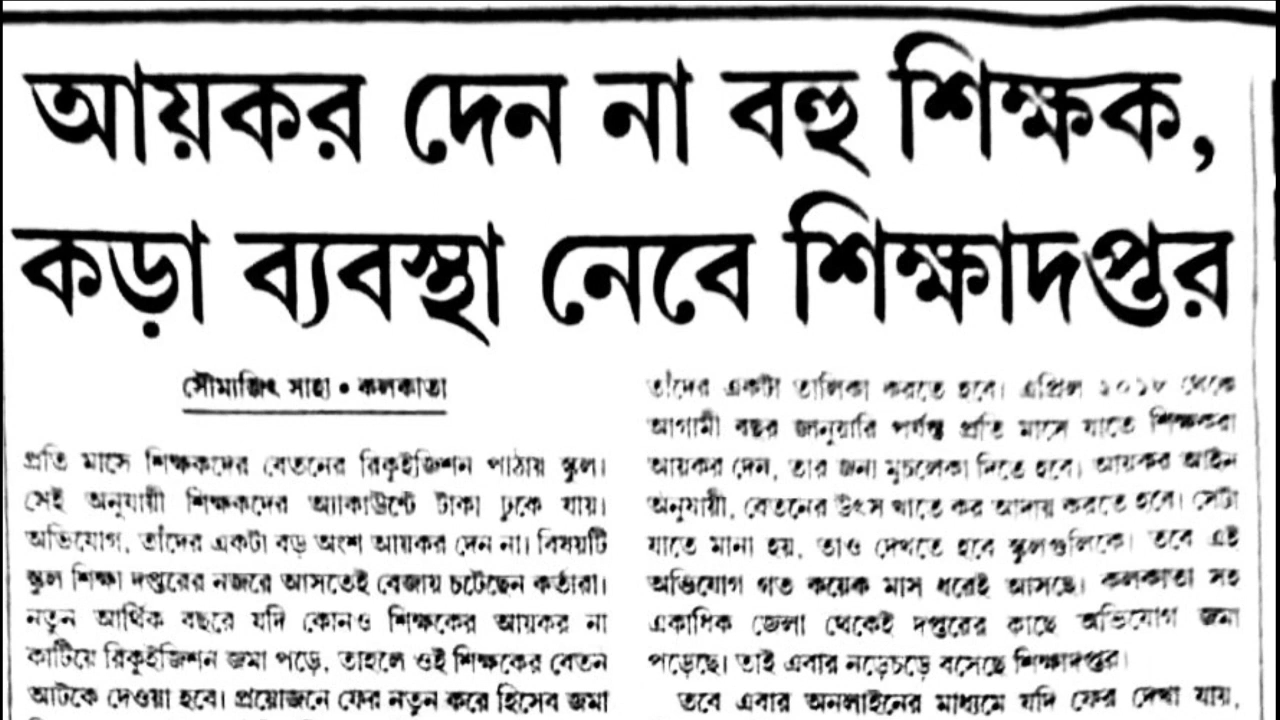 আয়কর দেন না বহু শিক্ষক,
কড়া ব্যবস্থা নেবে শিক্ষাদপ্তর
সৌমাজিৎ সাহা • কলকাতা
প্রতি মাসে শিক্ষকদের বেতনের রিকুইজিশন পাঠায় স্কুল।
সেই অনুযায়ী শিক্ষকদের অ্যাকাউন্টে টাকা ঢুকে যায়।
অভিযোগ, তাঁদের একটা বড় অংশ আয়কর দেন না। বিষয়টি
স্কুল শিক্ষা দপ্তরের নজরে আসতেই বেজায় চটেছেন কর্তারা।
নতুন আর্থিক বছরে যদি কোনও শিক্ষকের আয়কর না
কাটিয়ে রিকুইজিশন জমা পড়ে, তাহলে ওই শিক্ষকের বেতন
আটকে দেওয়া হবে। প্রয়োজনে ফের নতুন করে হিসেব জমা
তাঁদের একটা তালিকা করতে হবে। এপ্রিল ২০১৮ থেকে
আগামী বছর জানুয়ারি পর্যন্ত প্রতি মাসে যাতে শিক্ষকরা
আয়কর দেন, তার জন্য মুচলেকা দিতে হবে। আয়কর আইন
অনুযায়ী, বেতনের উৎস খাতে কর আদায় করতে হবে। সেটা
যাতে মানা হয়, তাও দেখতে হবে স্কুলগুলিকে। তবে এই
অভিযোগ গত কয়েক মাস ধরেই আসছে। কলকাতা সহ
একাধিক জেলা থেকেই দপ্তরের কাছে অভিযোগ জমা
পড়েছে। তাই এবার নড়েচড়ে বসেছে শিক্ষাদপ্তর।
তবে এবার অনলাইনের মাধ্যমে যদি ফের দেখা যায়,